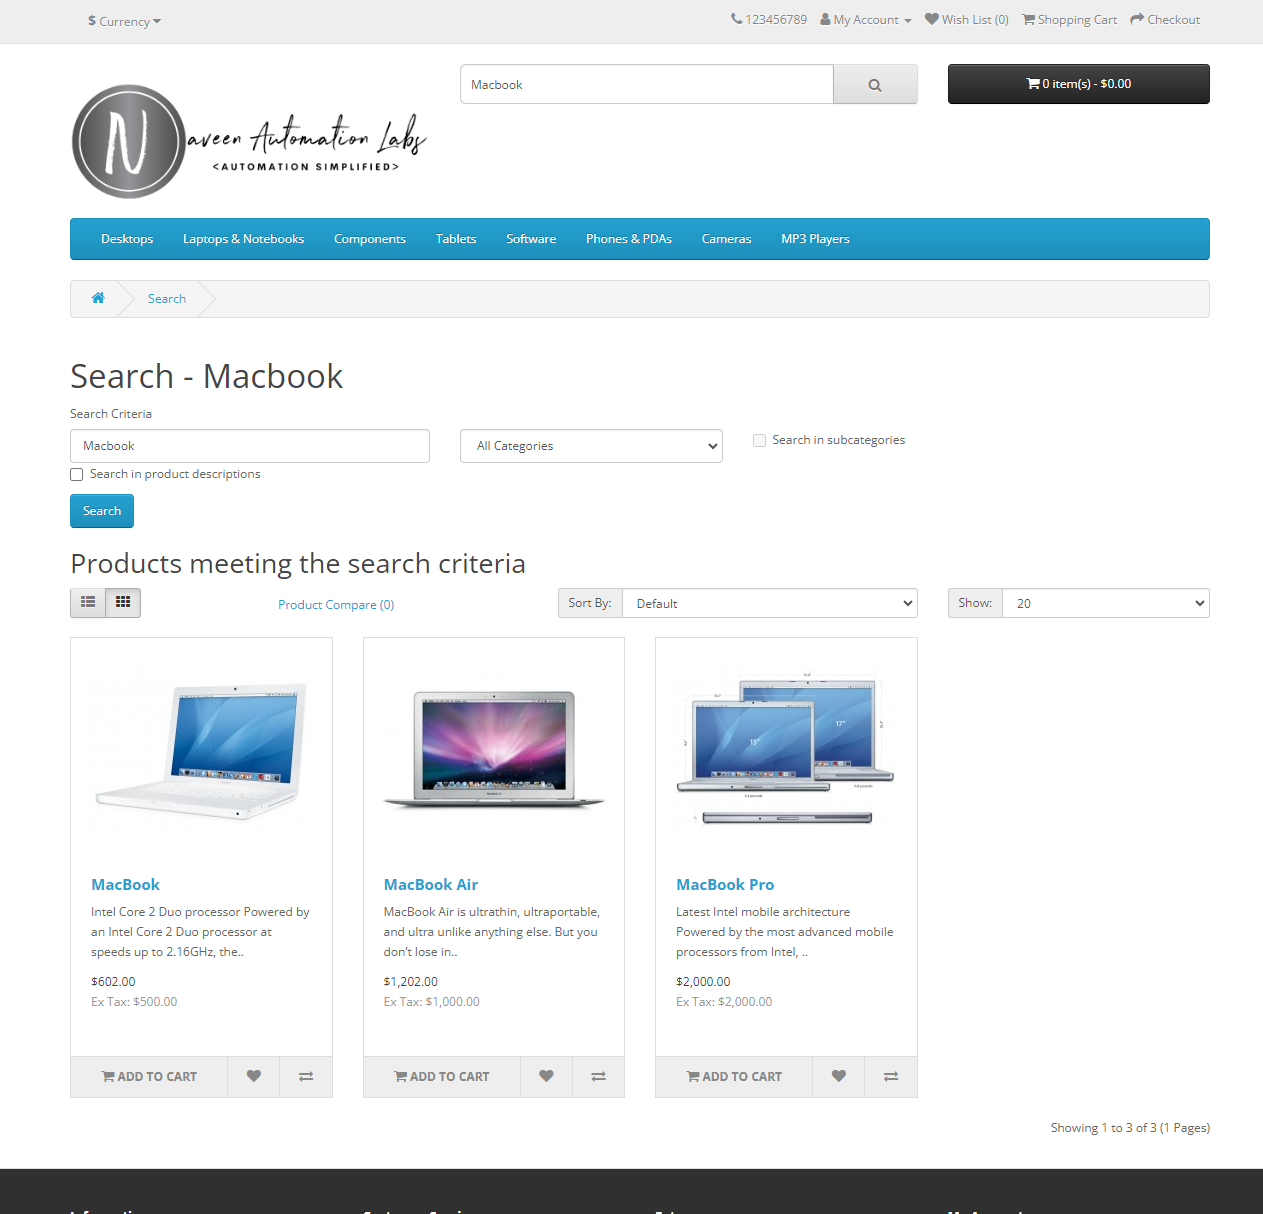 $ Currency
123456789 My Account Wish List (0) Shopping Cart Checkout
N aveen Automation Labs
<AUTOMATION SIMPLIFIED>
Macbook
0 item(s) - $0.00
Desktops Laptops & Notebooks Components Tablets Software Phones & PDAs Cameras MP3 Players
Search
Search - Macbook
Search Criteria
Macbook
All Categories
Search in subcategories
Search in product descriptions
Search
Products meeting the search criteria
Product Compare (0)
Sort By: Default
Show: 20
15"
17"
MacBook
Intel Core 2 Duo processor Powered by
an Intel Core 2 Duo processor at
speeds up to 2.16GHz, the..
$602.00
Ex Tax: $500.00
ADD TO CART
MacBook Air
MacBook Air is ultrathin, ultraportable,
and ultra unlike anything else. But you
don’t lose in..
$1,202.00
Ex Tax: $1,000.00
ADD TO CART
MacBook Pro
Latest Intel mobile architecture
Powered by the most advanced mobile
processors from Intel, ..
$2,000.00
Ex Tax: $2,000.00
ADD TO CART
Showing 1 to 3 of 3 (1 Pages)